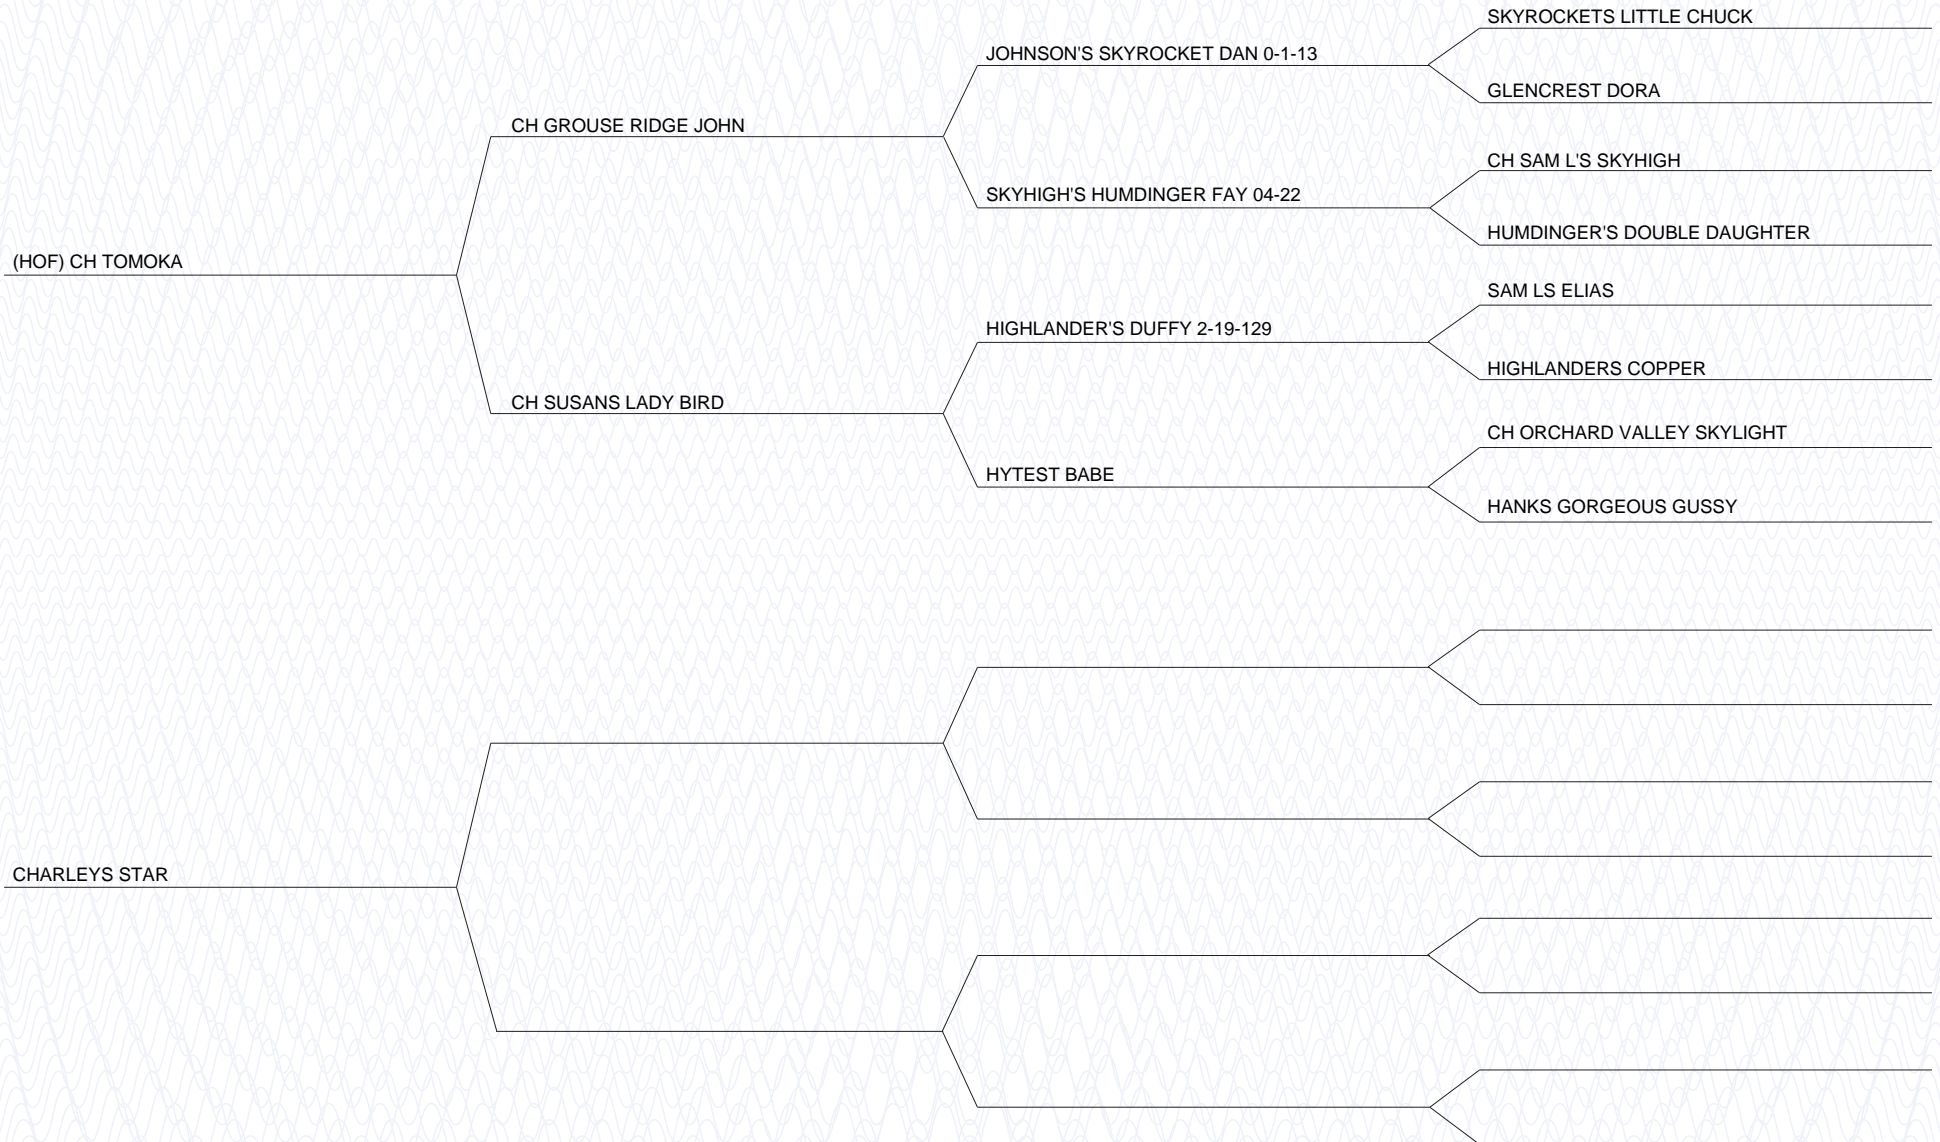 SKYROCKETS LITTLE CHUCK
JOHNSON'S SKYROCKET DAN 0-1-13
GLENCREST DORA
CH GROUSE RIDGE JOHN
CH SAM L'S SKYHIGH
SKYHIGH'S HUMDINGER FAY 04-22
HUMDINGER'S DOUBLE DAUGHTER
(HOF) CH TOMOKA
SAM LS ELIAS
HIGHLANDER'S DUFFY 2-19-129
HIGHLANDERS COPPER
CH SUSANS LADY BIRD
CH ORCHARD VALLEY SKYLIGHT
HYTEST BABE
HANKS GORGEOUS GUSSY
CHARLEYS STAR